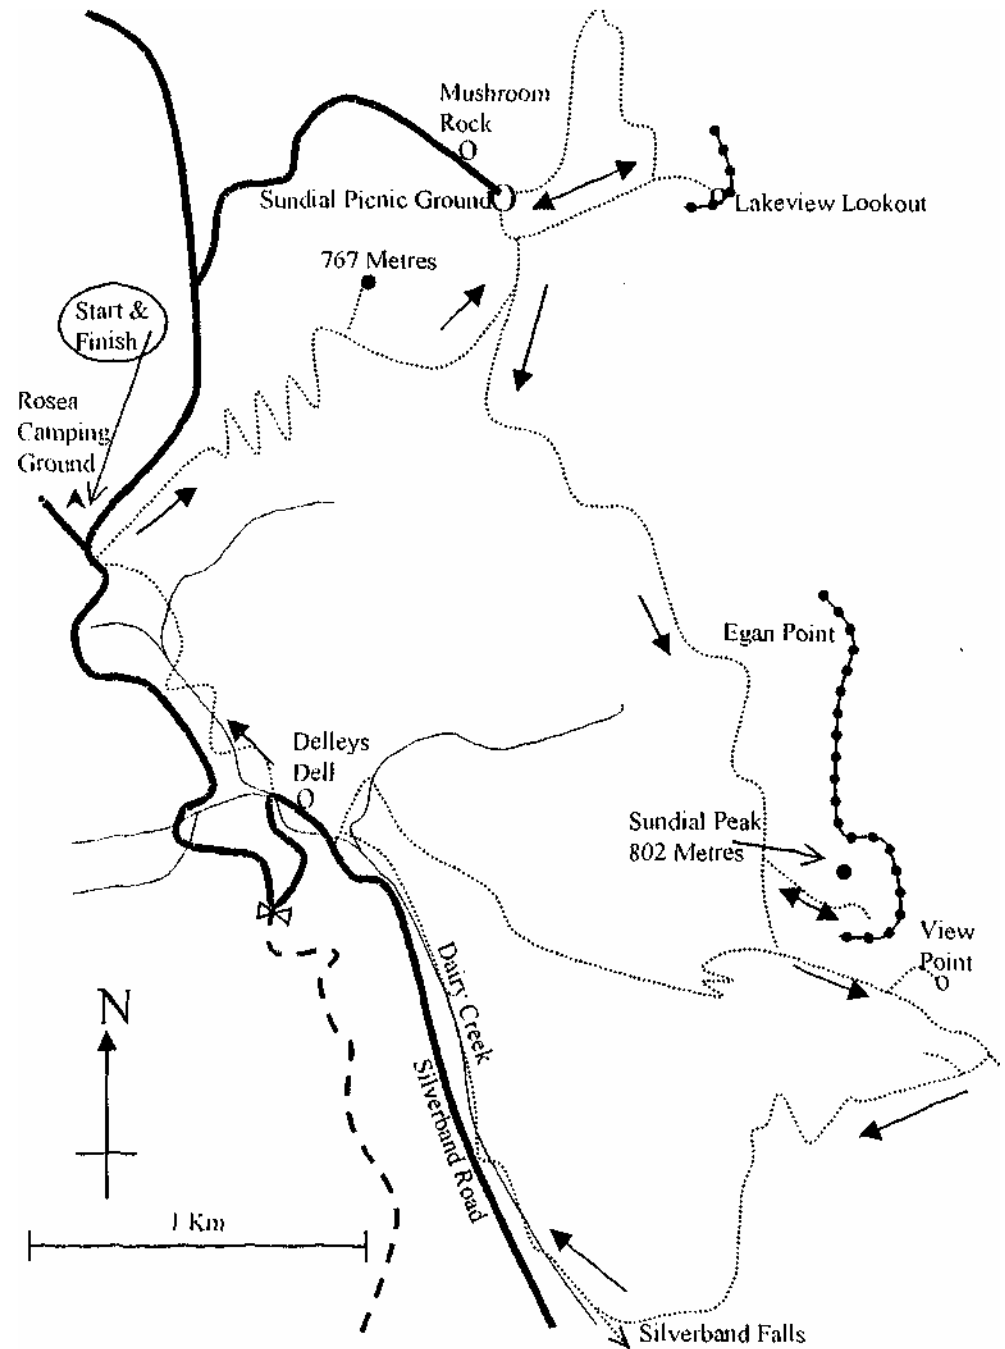 Mushroom
Rock
Sundial Picnic Ground
Lakeview Lookout
767 Metres
Start &
Finish
Rosea
Camping
Ground
Egan Point
Delleys
Dell
Sundial Peak
802 Metres
View
Point
Dairy Creek
N
Silverband Road
1 Km
Silverband Falls